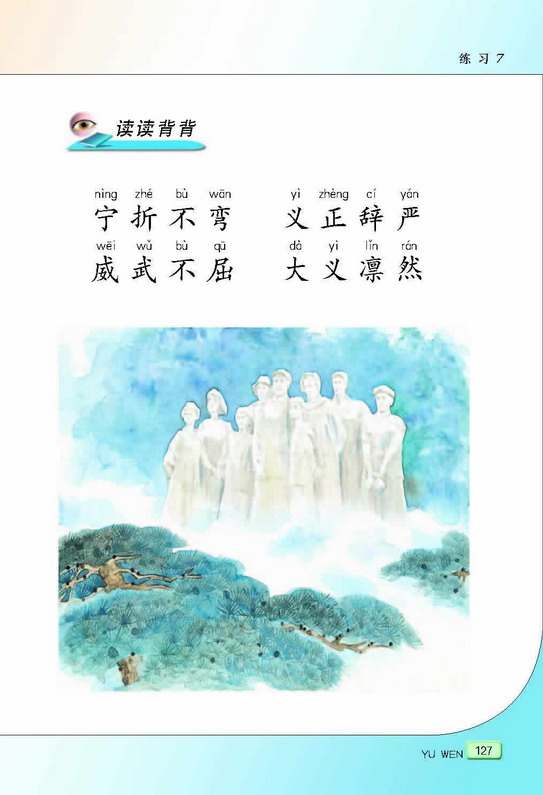 练习7
读读背背
nìng zhé bù wān yì zhèng cí yán
宁折不弯 义正辞严
wēi wǔ bù qū dà yì lǐn rán
威武不屈 大义凛然
YU WEN 127